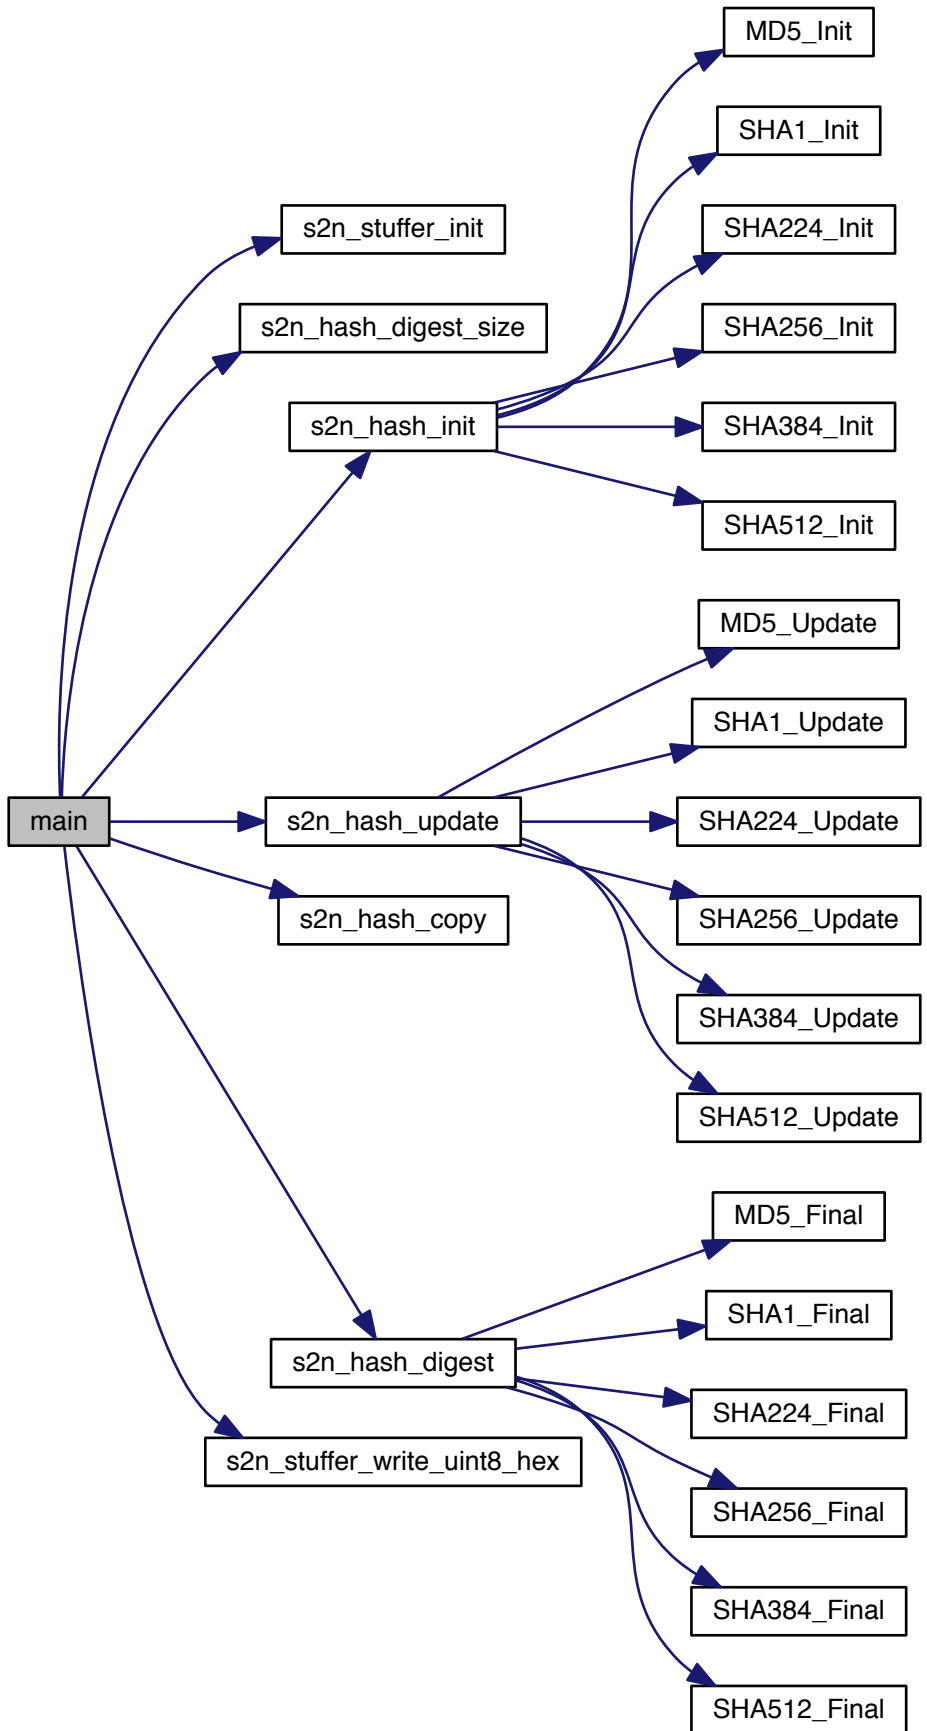 MD5_Init
SHA1_Init
s2n_stuffer_init
SHA224_Init
s2n_hash_digest_size
SHA256_Init
s2n_hash_init
SHA384_Init
SHA512_Init
MD5_Update
SHA1_Update
main
s2n_hash_update
SHA224_Update
s2n_hash_copy
SHA256_Update
SHA384_Update
SHA512_Update
MD5_Final
SHA1_Final
s2n_hash_digest
SHA224_Final
s2n_stuffer_write_uint8_hex
SHA256_Final
SHA384_Final
SHA512_Final